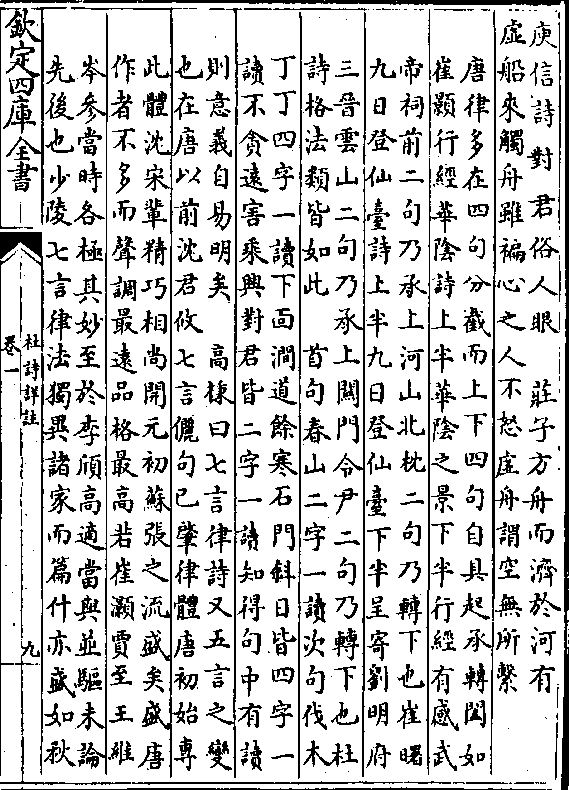 庾信詩對君俗人眼　莊子方舟而濟於河有
虚船來觸舟雖褊心之人不怒虚舟謂空無所繫
唐律多在四句分截而上下四句自具起承轉闔如
崔顥行經華陰詩上半華陰之景下半行經有感武
帝祠前二句乃承上河山北枕二句乃轉下也崔曙
九日登仙臺詩上半九日登仙臺下半呈寄劉明府
三晉雲山二句乃承上關門令尹二句乃轉下也杜
詩格法類皆如此　首句春山二字一讀次句伐木
丁丁四字一讀下面澗道餘寒石門斜日皆四字一
讀不貪遠害乘興對君皆二字一讀知得句中有讀
則意義自易明矣　高棅曰七言律詩又五言之變
也在唐以前沈君攸七言儷句已肇律體唐初始專
此體沈宋輩精巧相尚開元初蘇張之流盛矣盛唐
作者不多而聲調最遠品格最高若崔灝賈至王維
岑參當時各極其妙至於李頎高適當與並驅未論
先後也少陵七言律法獨異諸家而篇什亦盛如秋
欽定四庫全書
卷一
杜詩詳註
九